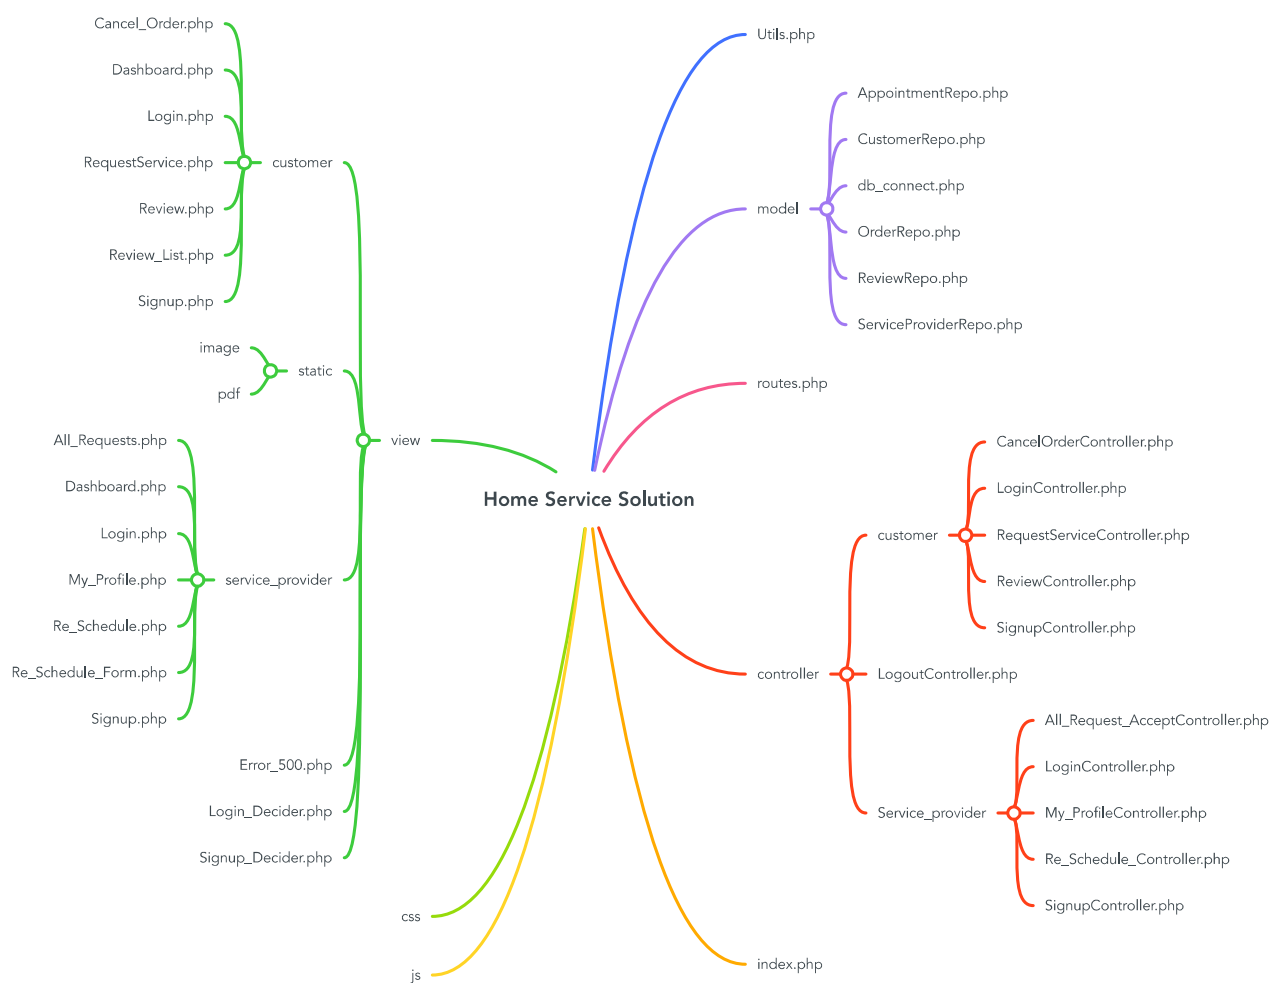 Home Service Solution
Utils.php
model
AppointmentRepo.php
CustomerRepo.php
db_connect.php
OrderRepo.php
ReviewRepo.php
ServiceProviderRepo.php
routes.php
controller
customer
CancelOrderController.php
LoginController.php
RequestServiceController.php
ReviewController.php
SignupController.php
LogoutController.php
Service_provider
All_Request_AcceptController.php
LoginController.php
My_ProfileController.php
Re_Schedule_Controller.php
SignupController.php
index.php
view
customer
Cancel_Order.php
Dashboard.php
Login.php
RequestService.php
Review.php
Review_List.php
Signup.php
static
image
pdf
service_provider
All_Requests.php
Dashboard.php
Login.php
My_Profile.php
Re_Schedule.php
Re_Schedule_Form.php
Signup.php
Error_500.php
Login_Decider.php
Signup_Decider.php
css
js